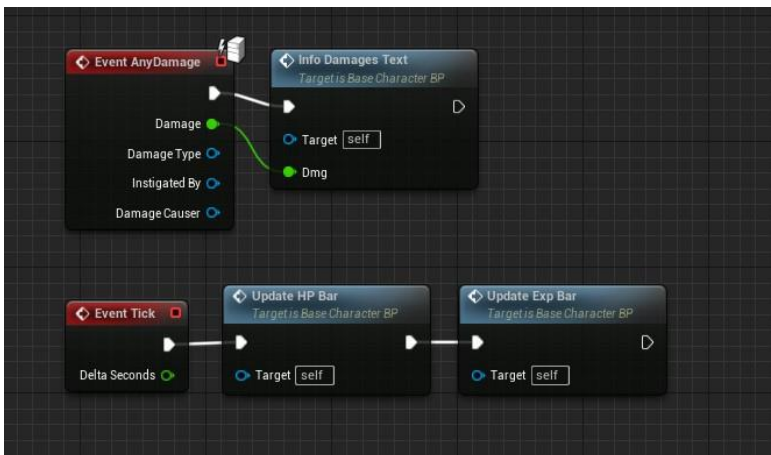 Event AnyDamage
Damage
Damage Type
Instigated By
Damage Causer
Info Damages Text
Target is Base Character BP
Target self
Dmg
Event Tick
Delta Seconds
Update HP Bar
Target is Base Character BP
Target self
Update Exp Bar
Target is Base Character BP
Target self